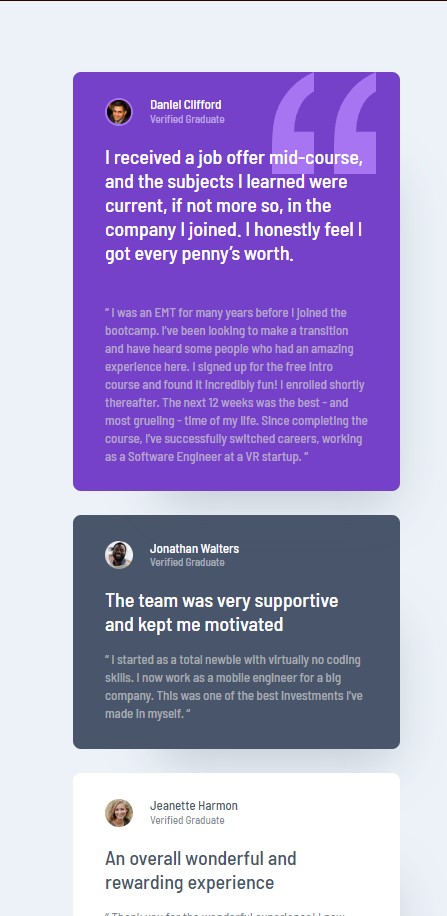 Daniel Clifford
Verified Graduate
I received a job offer mid-course,
and the subjects I learned were
current, if not more so, in the
company I joined. I honestly feel I
got every penny’s worth.
“ I was an EMT for many years before I joined the
bootcamp. I’ve been looking to make a transition
and have heard some people who had an amazing
experience here. I signed up for the free intro
course and found it incredibly fun! I enrolled shortly
thereafter. The next 12 weeks was the best - and
most grueling - time of my life. Since completing the
course, I’ve successfully switched careers, working
as a Software Engineer at a VR startup. ”
Jonathan Walters
Verified Graduate
The team was very supportive
and kept me motivated
“ I started as a total newbie with virtually no coding
skills. I now work as a mobile engineer for a big
company. This was one of the best investments I’ve
made in myself. ”
Jeanette Harmon
Verified Graduate
An overall wonderful and
rewarding experience
“ Thank you for the wonderful experience! I now